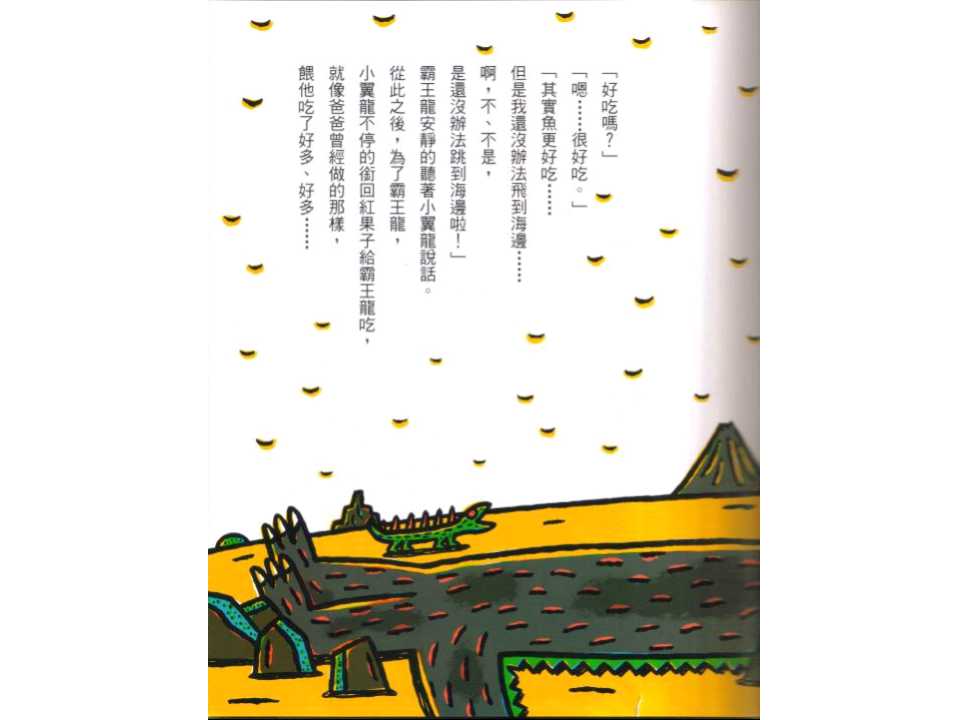 「好吃嗎？」
「嗯……很好吃。」
「其實魚更好吃……
但是我還沒辦法飛到海邊……
啊，不、不是，
是還沒辦法跳到海邊啦！」
霸王龍安靜的聽著小翼龍說話。
從此之後，為了霸王龍，
小翼龍不停的銜回紅果子給霸王龍吃，
就像爸爸曾經做的那樣，
餵他吃了好多、好多……